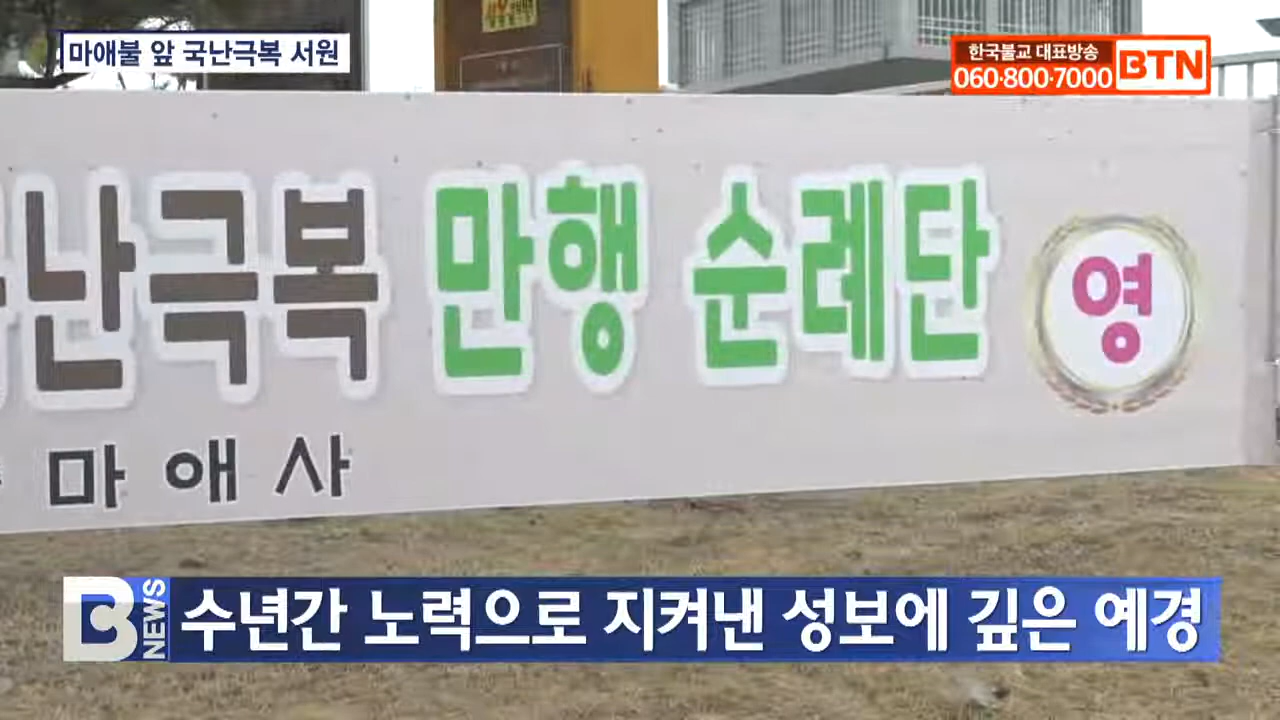 마애불 앞 국난극복 서원
한국불교 대표방송
060·800·7000 BTN
난극복 만행 순례단 영
마애사
B NEWS 수년간 노력으로 지켜낸 성보에 깊은 예경